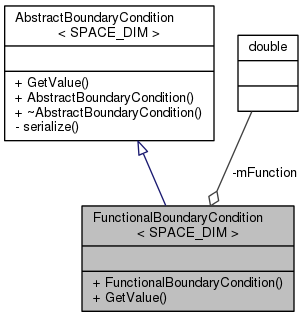 AbstractBoundaryCondition
< SPACE_DIM >
+ GetValue()
+ AbstractBoundaryCondition()
+ ~AbstractBoundaryCondition()
- serialize()
double
-mFunction
FunctionalBoundaryCondition
< SPACE_DIM >
+ FunctionalBoundaryCondition()
+ GetValue()